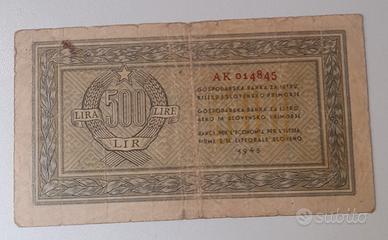 AK 014845
LIRA 500 LIRE
LIR
GOSPODARSKA BANKA ZA ISTRU,
RIJEKU I SLOVENSKO PRIMORJE
GOSPODARSKA BANKA ZA ISTRO,
REKO IN SLOVENSKO PRIMORJE
BANCA PER L'ECONOMIA PER L'ISTRIA,
FIUME E IL LITORALE SLOVENO
1945
subito